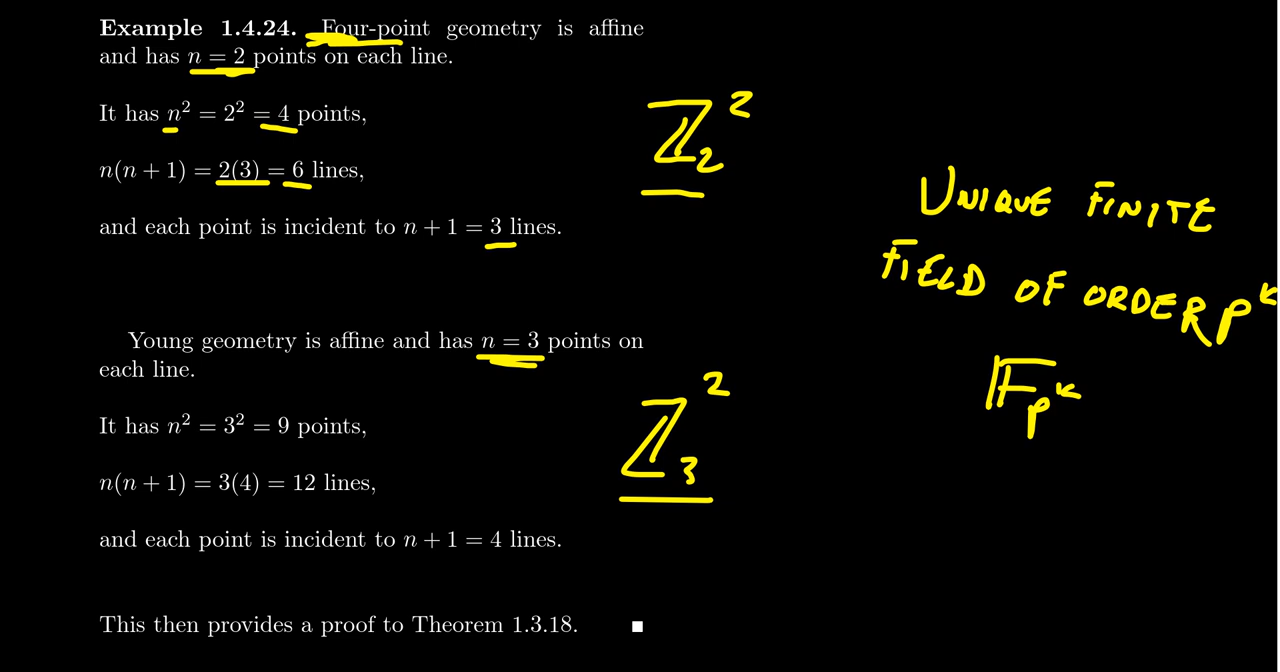 Example 1.4.24. Four-point geometry is affine
and has n = 2 points on each line.
It has n² = 2² = 4 points,
n(n + 1) = 2(3) = 6 lines,
and each point is incident to n + 1 = 3 lines.
ℤ₂²
UNIQUE FINITE
FIELD OF ORDER p^k
𝔽_p^k
Young geometry is affine and has n = 3 points on
each line.
It has n² = 3² = 9 points,
n(n + 1) = 3(4) = 12 lines,
and each point is incident to n + 1 = 4 lines.
ℤ₃²
This then provides a proof to Theorem 1.3.18. ■